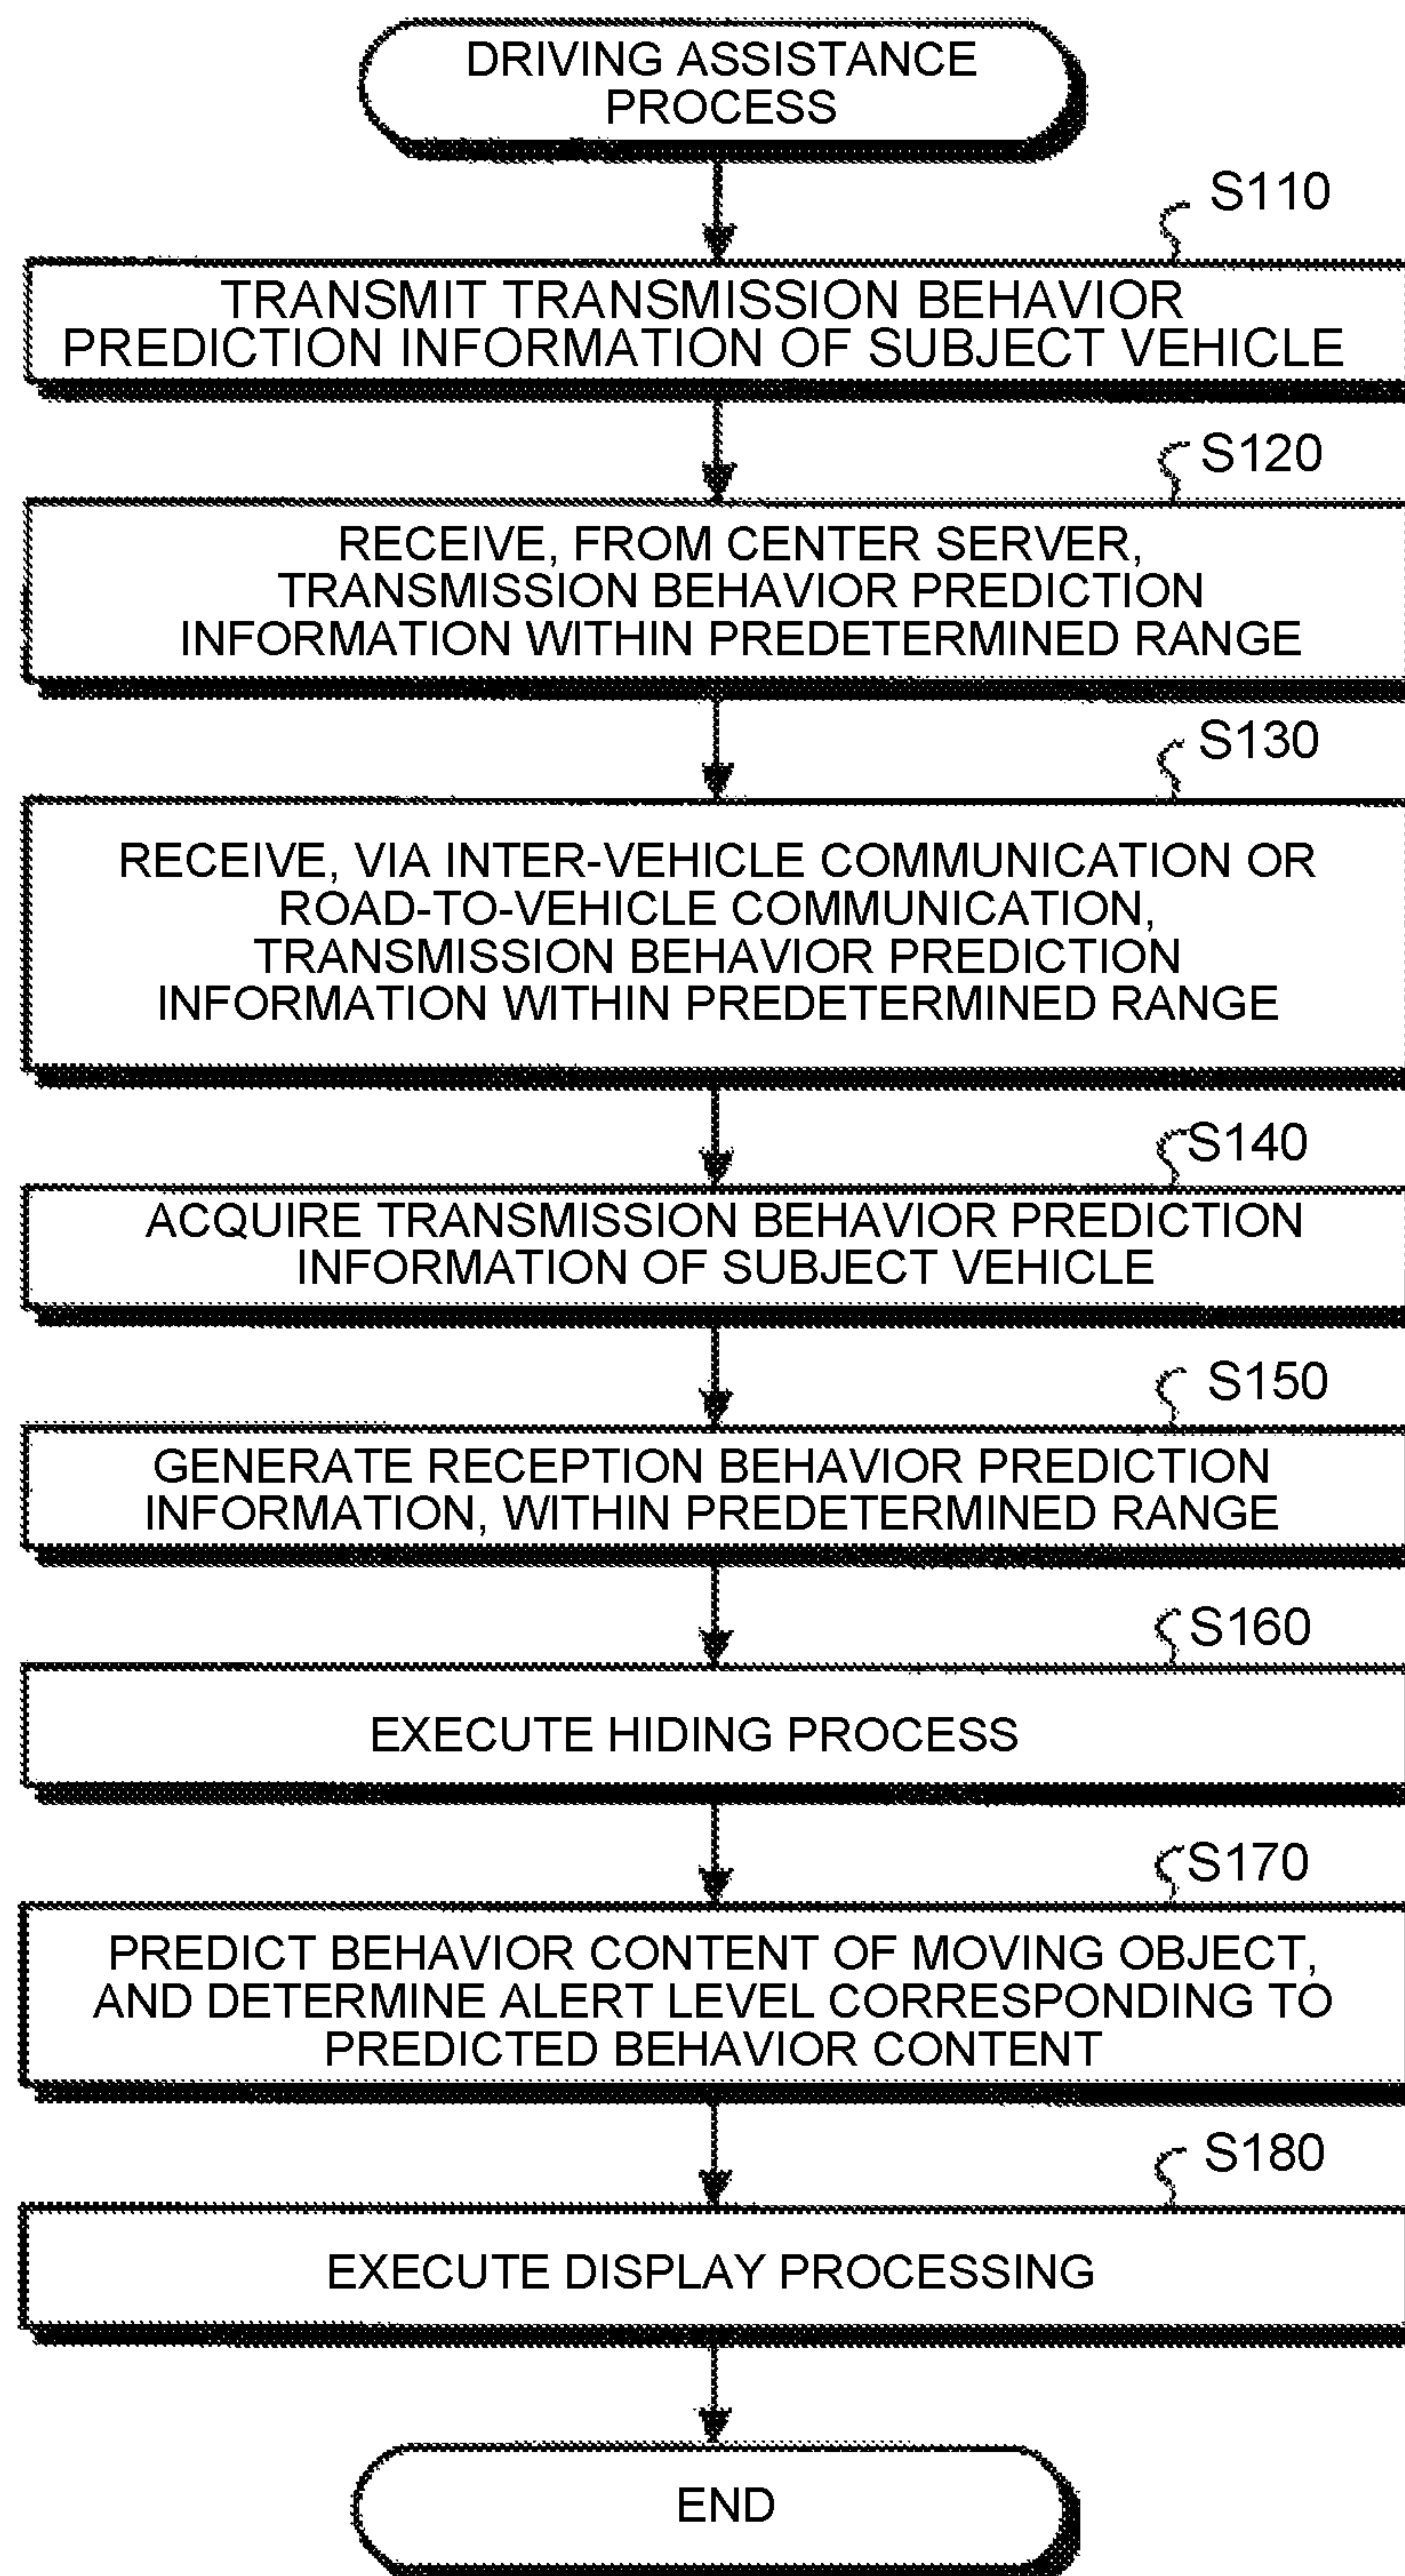 DRIVING ASSISTANCE
PROCESS
S110
TRANSMIT TRANSMISSION BEHAVIOR
PREDICTION INFORMATION OF SUBJECT VEHICLE
S120
RECEIVE, FROM CENTER SERVER,
TRANSMISSION BEHAVIOR PREDICTION
INFORMATION WITHIN PREDETERMINED RANGE
S130
RECEIVE, VIA INTER-VEHICLE COMMUNICATION OR
ROAD-TO-VEHICLE COMMUNICATION,
TRANSMISSION BEHAVIOR PREDICTION
INFORMATION WITHIN PREDETERMINED RANGE
S140
ACQUIRE TRANSMISSION BEHAVIOR PREDICTION
INFORMATION OF SUBJECT VEHICLE
S150
GENERATE RECEPTION BEHAVIOR PREDICTION
INFORMATION, WITHIN PREDETERMINED RANGE
S160
EXECUTE HIDING PROCESS
S170
PREDICT BEHAVIOR CONTENT OF MOVING OBJECT,
AND DETERMINE ALERT LEVEL CORRESPONDING TO
PREDICTED BEHAVIOR CONTENT
S180
EXECUTE DISPLAY PROCESSING
END